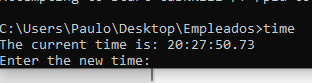 C:\Users\Paulo\Desktop\Empleados>time
The current time is: 20:27:50.73
Enter the new time: